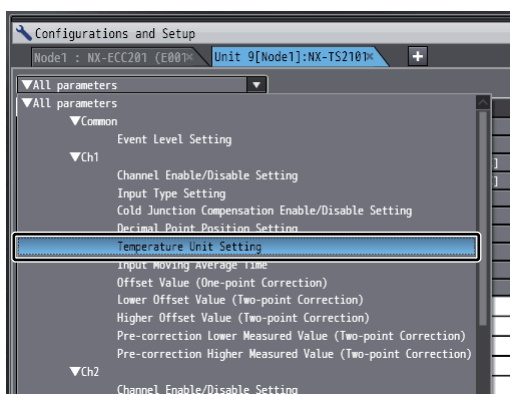 Configurations and Setup
Node1 : NX-ECC201 (E001 Unit 9[Node1]:NX-TS2101 +
▼All parameters ▼
▼All parameters
▼Common
Event Level Setting
▼Ch1
Channel Enable/Disable Setting
Input Type Setting
Cold Junction Compensation Enable/Disable Setting
Decimal Point Position Setting
Temperature Unit Setting
Input Moving Average Time
Offset Value (One-point Correction)
Lower Offset Value (Two-point Correction)
Higher Offset Value (Two-point Correction)
Pre-correction Lower Measured Value (Two-point Correction)
Pre-correction Higher Measured Value (Two-point Correction)
▼Ch2
Channel Enable/Disable Setting